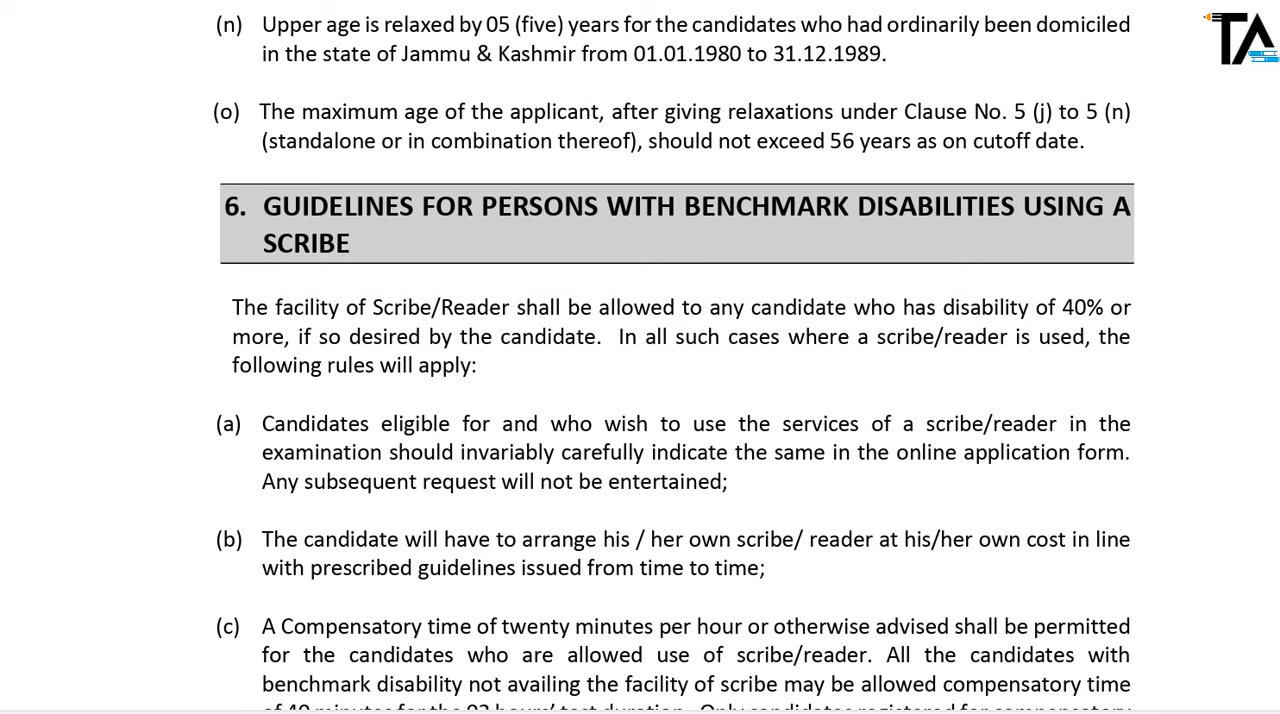 (n) Upper age is relaxed by 05 (five) years for the candidates who had ordinarily been domiciled
in the state of Jammu & Kashmir from 01.01.1980 to 31.12.1989.
TA
(o) The maximum age of the applicant, after giving relaxations under Clause No. 5 (j) to 5 (n)
(standalone or in combination thereof), should not exceed 56 years as on cutoff date.
6. GUIDELINES FOR PERSONS WITH BENCHMARK DISABILITIES USING A
SCRIBE
The facility of Scribe/Reader shall be allowed to any candidate who has disability of 40% or
more, if so desired by the candidate. In all such cases where a scribe/reader is used, the
following rules will apply:
(a) Candidates eligible for and who wish to use the services of a scribe/reader in the
examination should invariably carefully indicate the same in the online application form.
Any subsequent request will not be entertained;
(b) The candidate will have to arrange his / her own scribe/ reader at his/her own cost in line
with prescribed guidelines issued from time to time;
(c) A Compensatory time of twenty minutes per hour or otherwise advised shall be permitted
for the candidates who are allowed use of scribe/reader. All the candidates with
benchmark disability not availing the facility of scribe may be allowed compensatory time